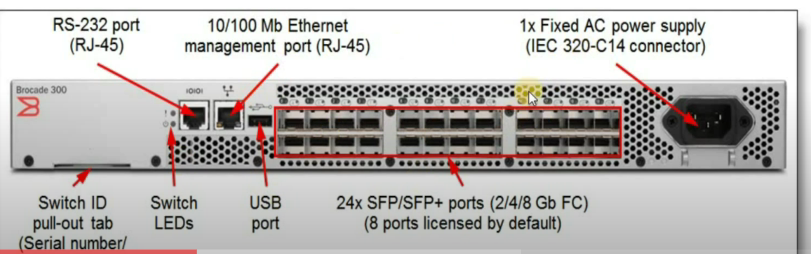 RS-232 port
(RJ-45)
10/100 Mb Ethernet
management port (RJ-45)
1x Fixed AC power supply
(IEC 320-C14 connector)
Brocade 300
IOIOI
Switch ID
pull-out tab
(Serial number/
Switch
LEDs
USB
port
24x SFP/SFP+ ports (2/4/8 Gb FC)
(8 ports licensed by default)